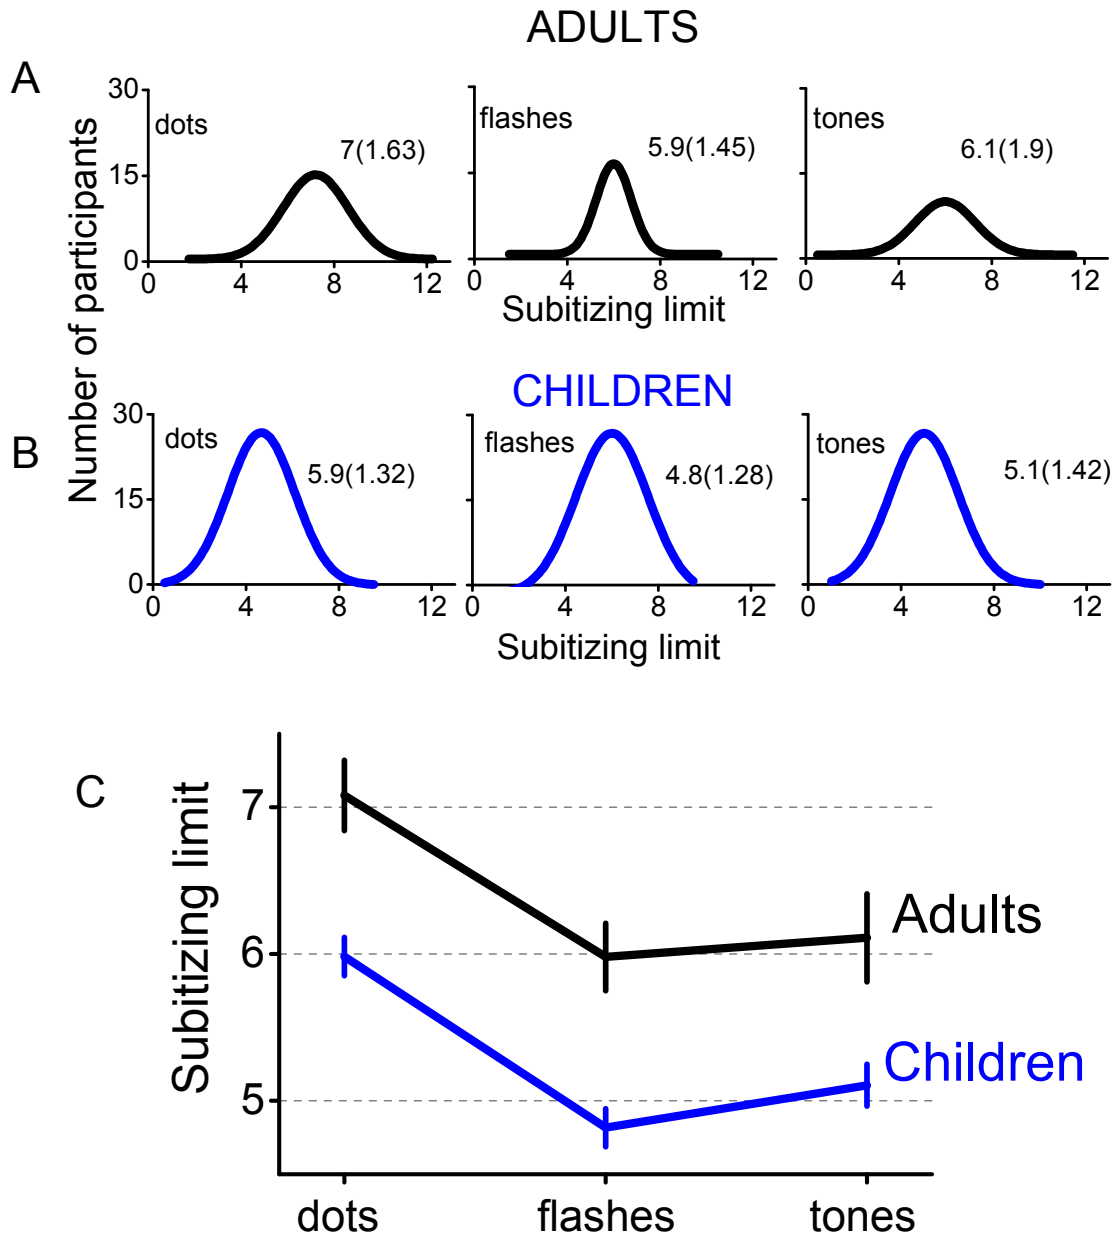 ADULTS
A
Number of participants
30
15
0
dots
7(1.63)
0 4 8 12
flashes
5.9(1.45)
4 8 12
tones
6.1(1.9)
0 4 8 12
Subitizing limit
CHILDREN
B
30
15
0
dots
5.9(1.32)
0 4 8 12
flashes
4.8(1.28)
0 4 8 12
tones
5.1(1.42)
0 4 8 12
Subitizing limit
C
Subitizing limit
7
6
5
Adults
Children
dots flashes tones